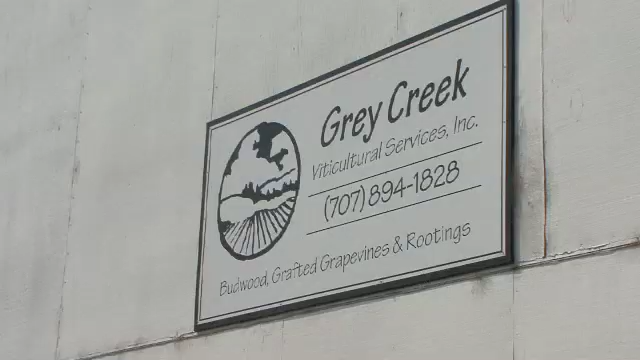 Grey Creek
Viticultural Services, Inc.
(707) 894-1828
Budwood, Grafted Grapevines & Rootings